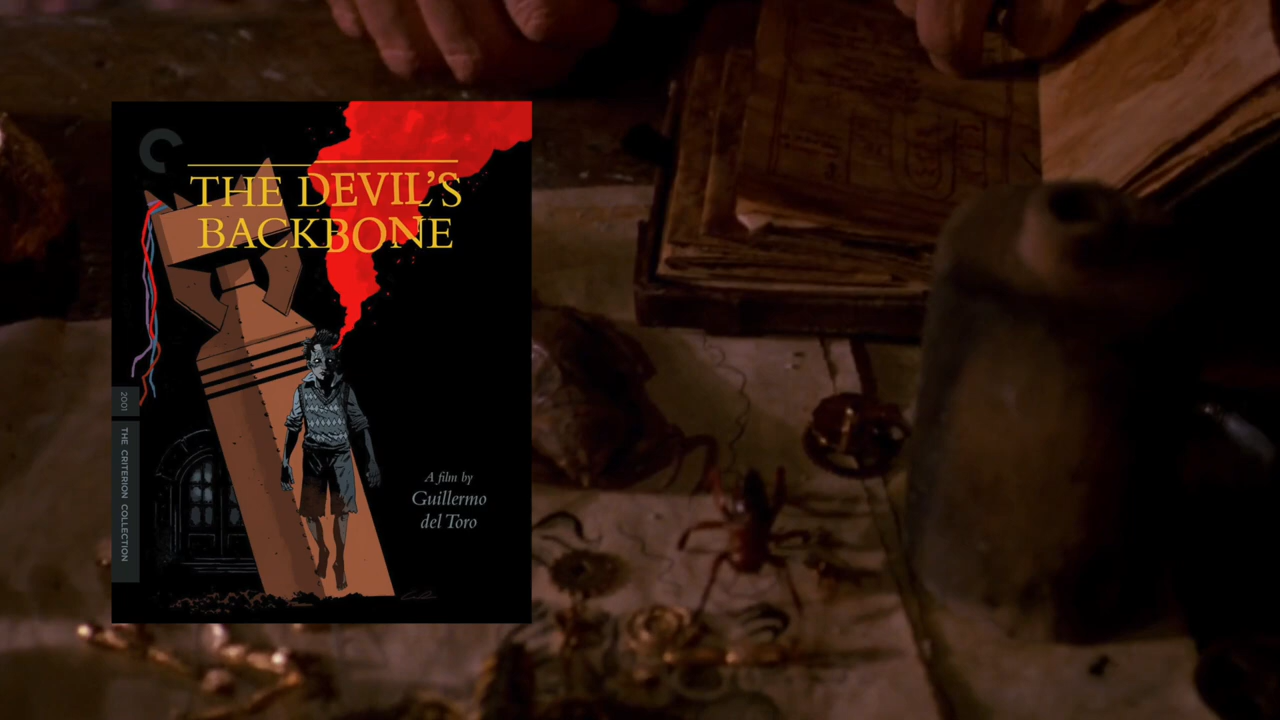 THE DEVIL'S
BACKBONE
2001
THE CRITERION COLLECTION
A film by
Guillermo
del Toro